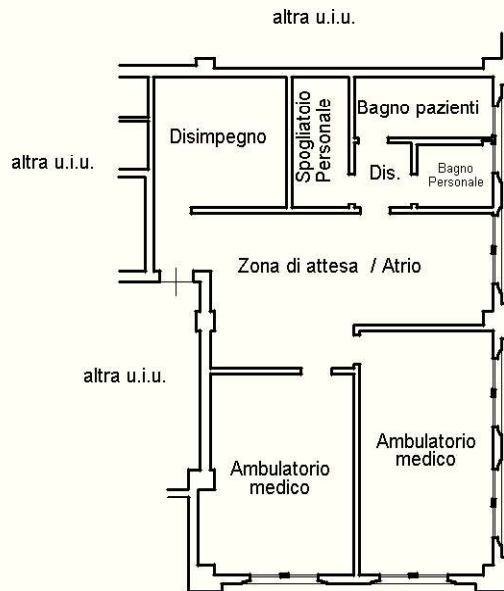 altra u.i.u.
Bagno pazienti
Disimpegno
Spogliatoio
Personale
altra u.i.u.
Dis.
Bagno
Personale
Zona di attesa / Atrio
altra u.i.u.
Ambulatorio
medico
Ambulatorio
medico